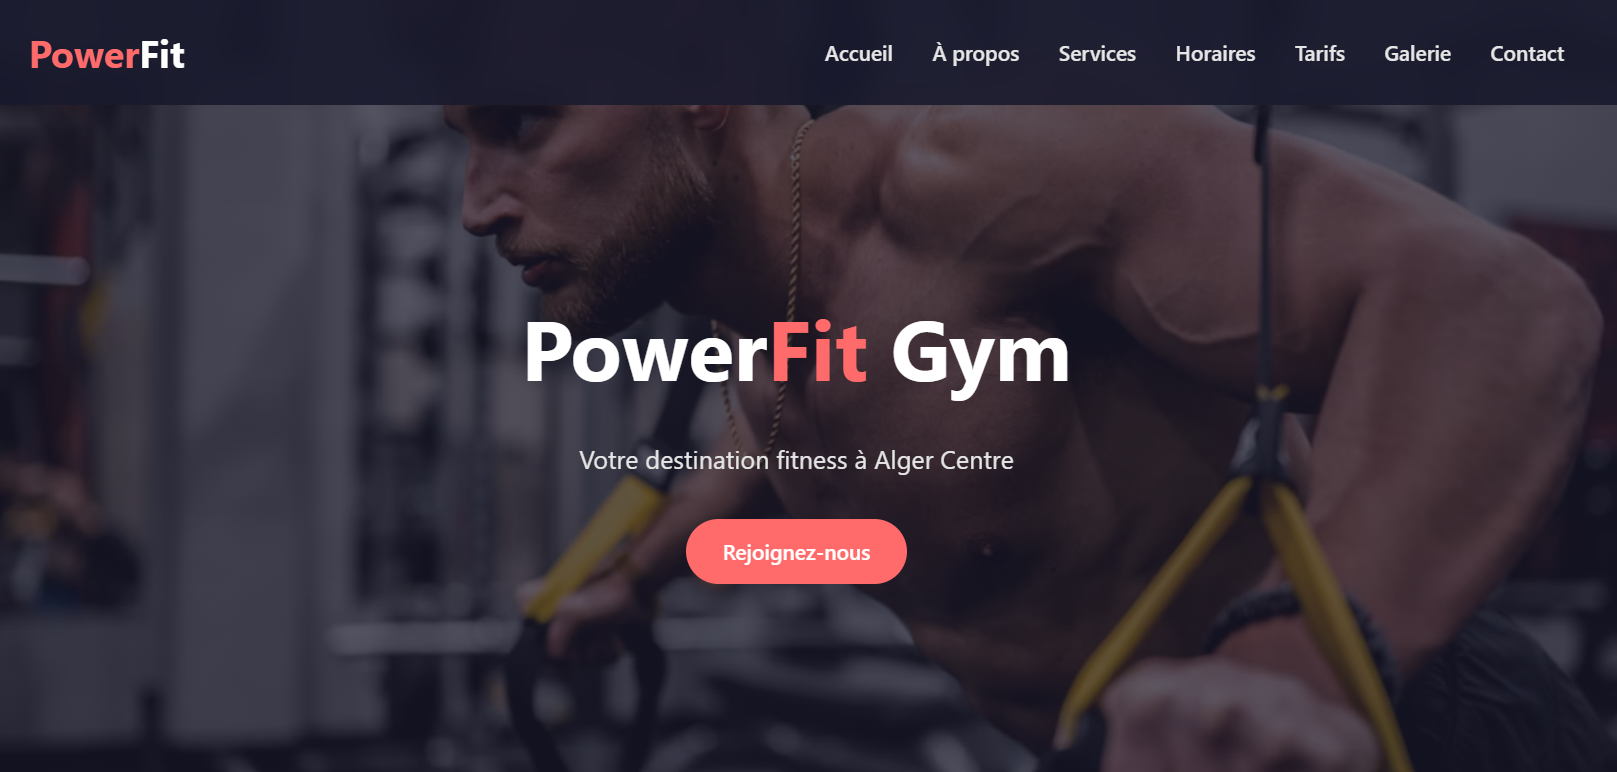 PowerFit
Accueil À propos Services Horaires Tarifs Galerie Contact
PowerFit Gym
Votre destination fitness à Alger Centre
Rejoignez-nous